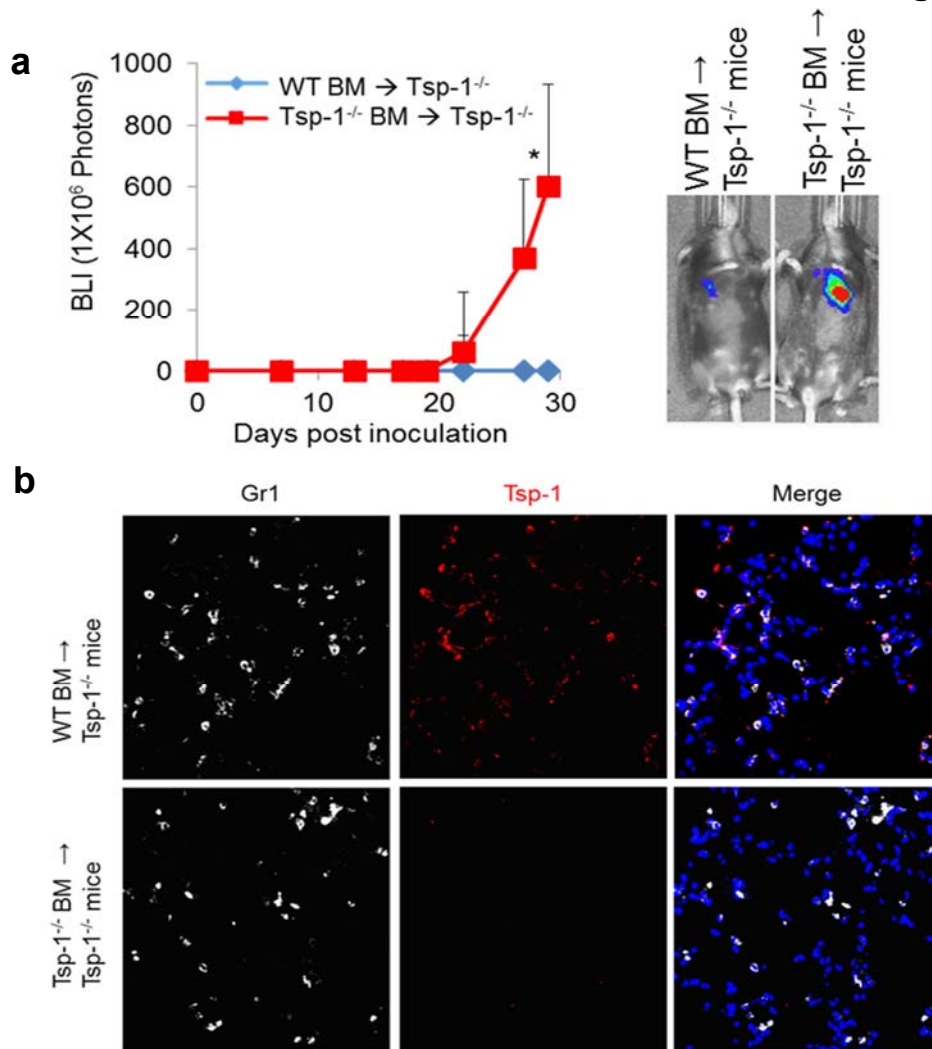 a
BLI (1X10⁶ Photons)
1000
800
600
400
200
0
0 10 20 30
Days post inoculation
WT BM → Tsp-1⁻/⁻
Tsp-1⁻/⁻ BM → Tsp-1⁻/⁻
*
WT BM →
Tsp-1⁻/⁻ mice
Tsp-1⁻/⁻ BM →
Tsp-1⁻/⁻ mice
b
Gr1 Tsp-1 Merge
WT BM →
Tsp-1⁻/⁻ mice
Tsp-1⁻/⁻ BM →
Tsp-1⁻/⁻ mice